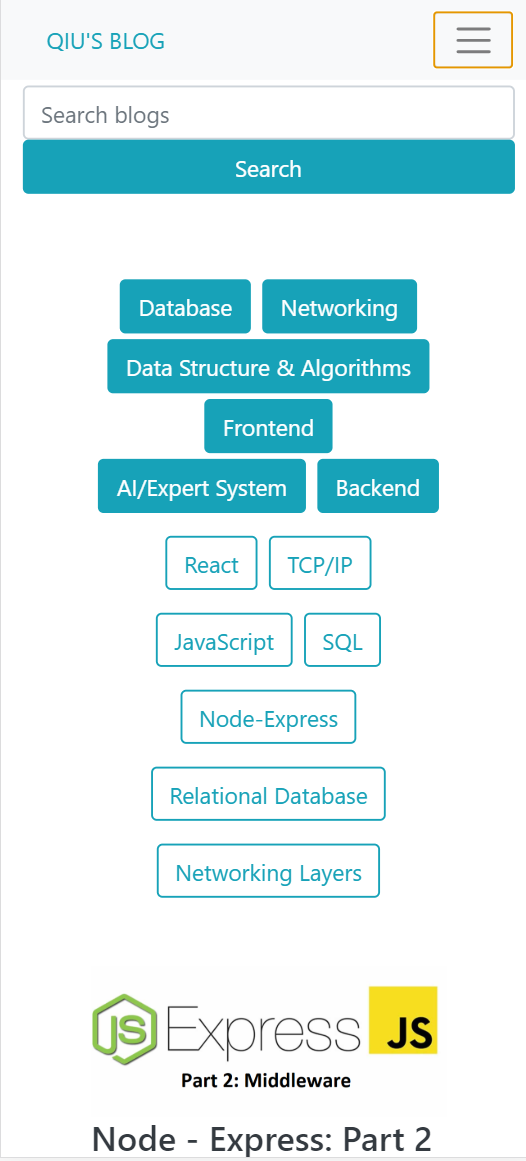 QIU'S BLOG
Search blogs
Search
Database Networking
Data Structure & Algorithms
Frontend
AI/Expert System Backend
React TCP/IP
JavaScript SQL
Node-Express
Relational Database
Networking Layers
JS Express JS
Part 2: Middleware
Node - Express: Part 2